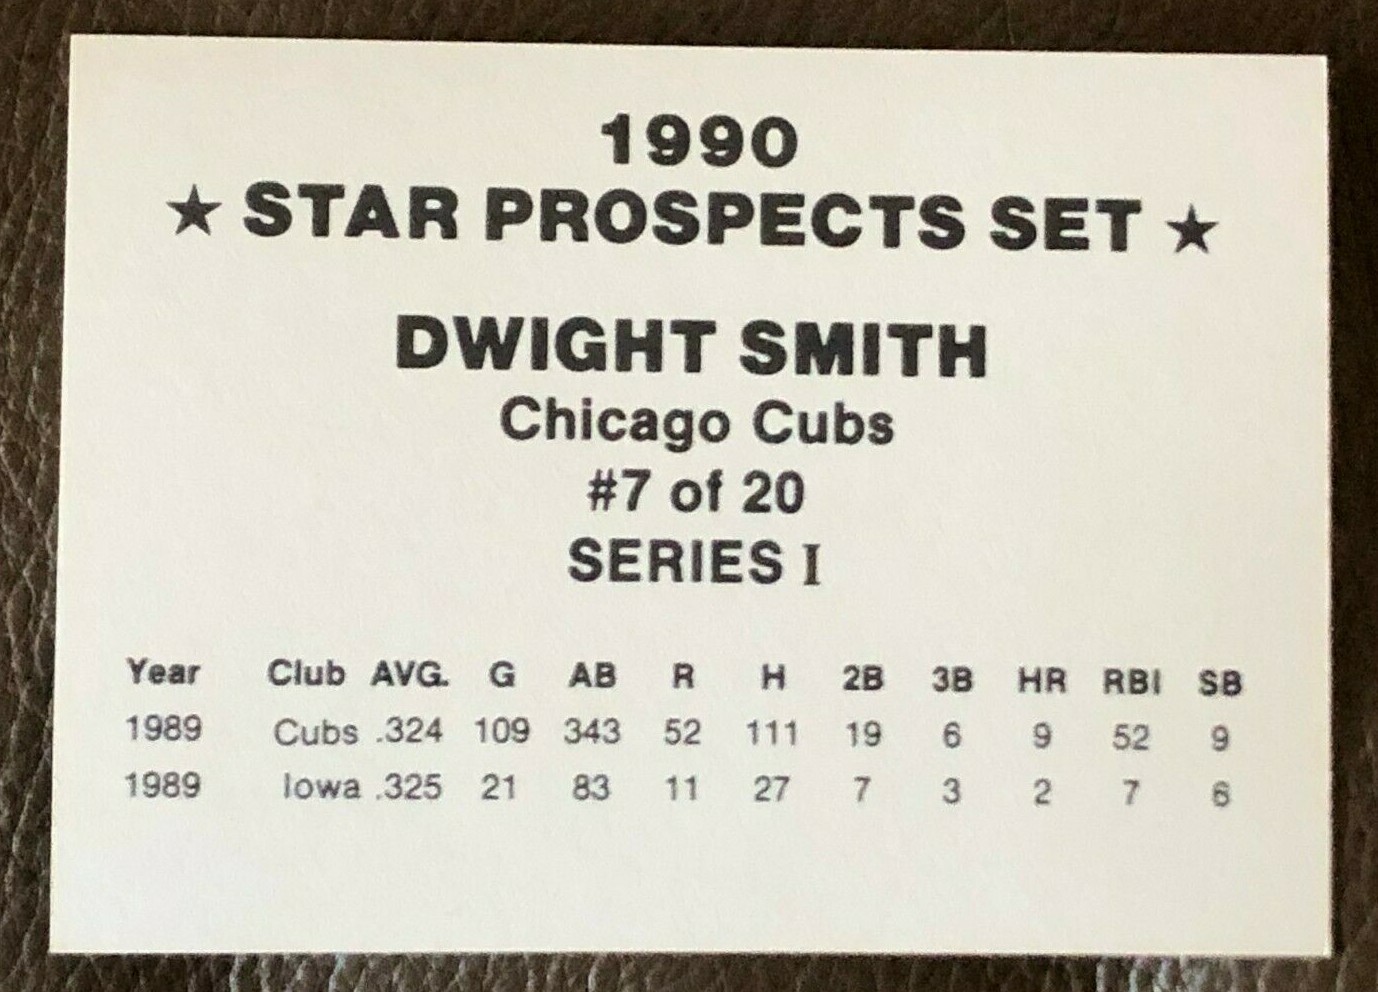 1990
★ STAR PROSPECTS SET ★
DWIGHT SMITH
Chicago Cubs
#7 of 20
SERIES I
Year Club AVG. G AB R H 2B 3B HR RBI SB
1989 Cubs .324 109 343 52 111 19 6 9 52 9
1989 Iowa .325 21 83 11 27 7 3 2 7 6